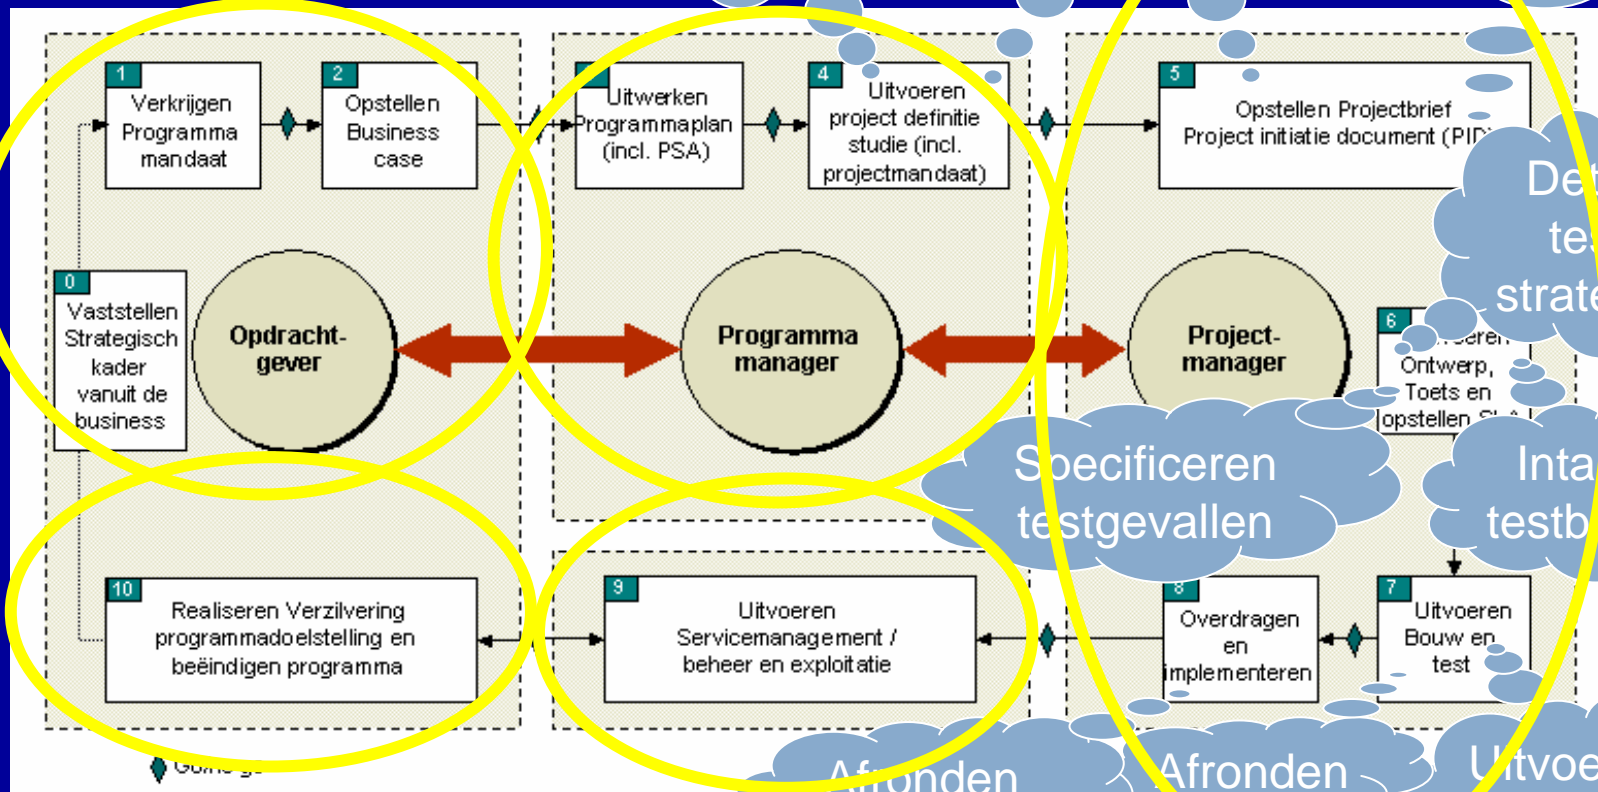 1
Verkrijgen
Programma
mandaat
2
Opstellen
Business
case
Uitwerken
Programmaplan
(incl. PSA)
4
Uitvoeren
project definitie
studie (incl.
projectmandaat)
5
Opstellen Projectbrief
Project initiatie document (PID)
0
Vaststellen
Strategisch
kader
vanuit de
business
Opdracht-
gever
Programma
manager
Project-
manager
6
Ontwerp,
Toets en
opstellen
Specificeren
testgevallen
10
Realiseren Verzilvering
programmadoelstelling en
beëindigen programma
9
Uitvoeren
Servicemanagement /
beheer en exploitatie
8
Overdragen
en
implementeren
7
Uitvoeren
Bouw en
test
Afronden
Afronden